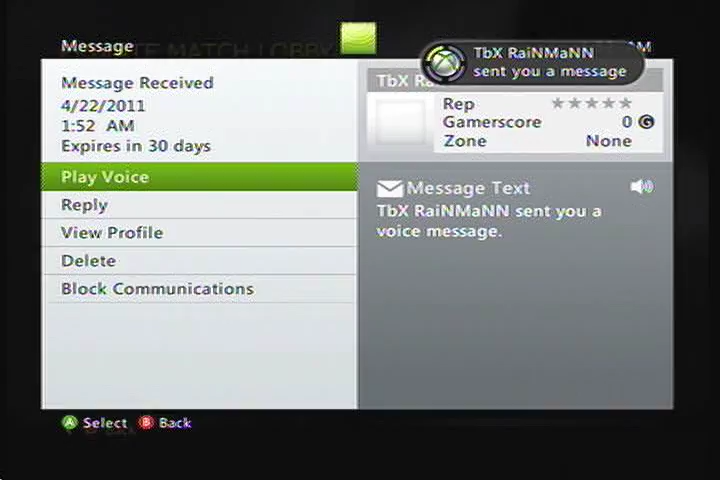 Message
TbX RaiNMaNN
sent you a message
Message Received
4/22/2011
1:52 AM
Expires in 30 days
Play Voice
Reply
View Profile
Delete
Block Communications
TbX Ra
Rep
Gamerscore 0 G
Zone None
Message Text
TbX RaiNMaNN sent you a
voice message.
A Select B Back